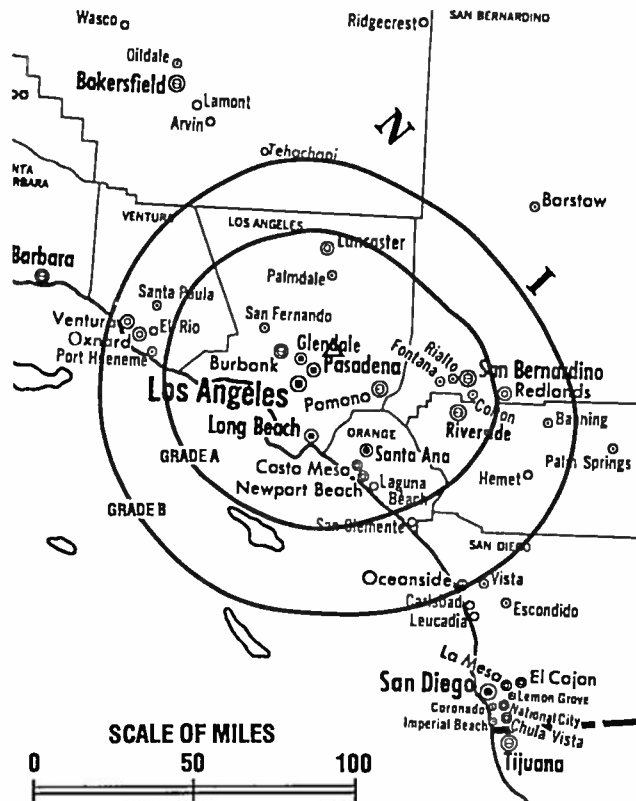 Wasco
Ridgecrest
SAN BERNARDINO
Oildale
Bakersfield
Lamont
Arvin
N
Tehachapi
NTA
RBARA
VENTURA
LOS ANGELES
Barstow
Lancaster
Barbara
Palmdale
I
Santa Paula
San Fernando
Ventura
El Rio
Oxnard
Port Hueneme
Glendale
Burbank
Pasadena
Rialto
Fontana
San Bernardino
Los Angeles
Pomona
Redlands
Colton
Riverside
Banning
Long Beach
ORANGE
Santa Ana
Palm Springs
GRADE A
Costa Mesa
Newport Beach
Laguna
Beach
Hemet
GRADE B
San Clemente
SAN DIEGO
Oceanside
Vista
Carlsbad
Escondido
Leucadia
La Mesa
El Cajon
San Diego
Lemon Grove
Coronado
National City
Imperial Beach
Chula Vista
SCALE OF MILES
Tijuana
0 50 100